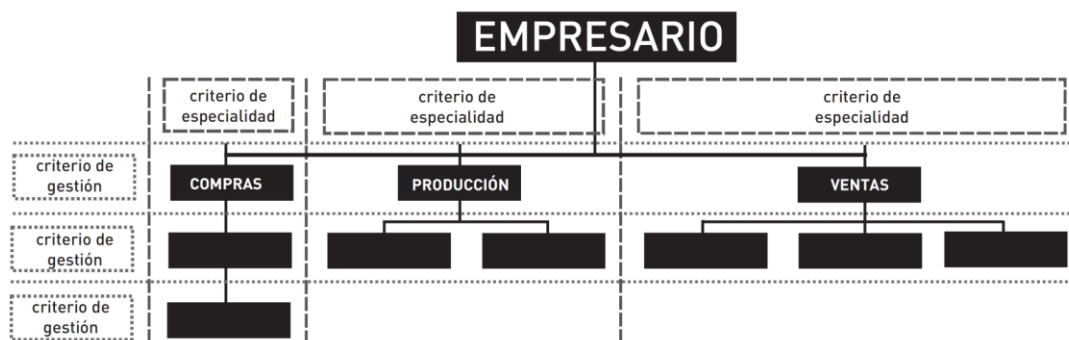 EMPRESARIO
criterio de
especialidad
criterio de
especialidad
criterio de
especialidad
criterio de
gestión
COMPRAS
PRODUCCIÓN
VENTAS
criterio de
gestión
criterio de
gestión